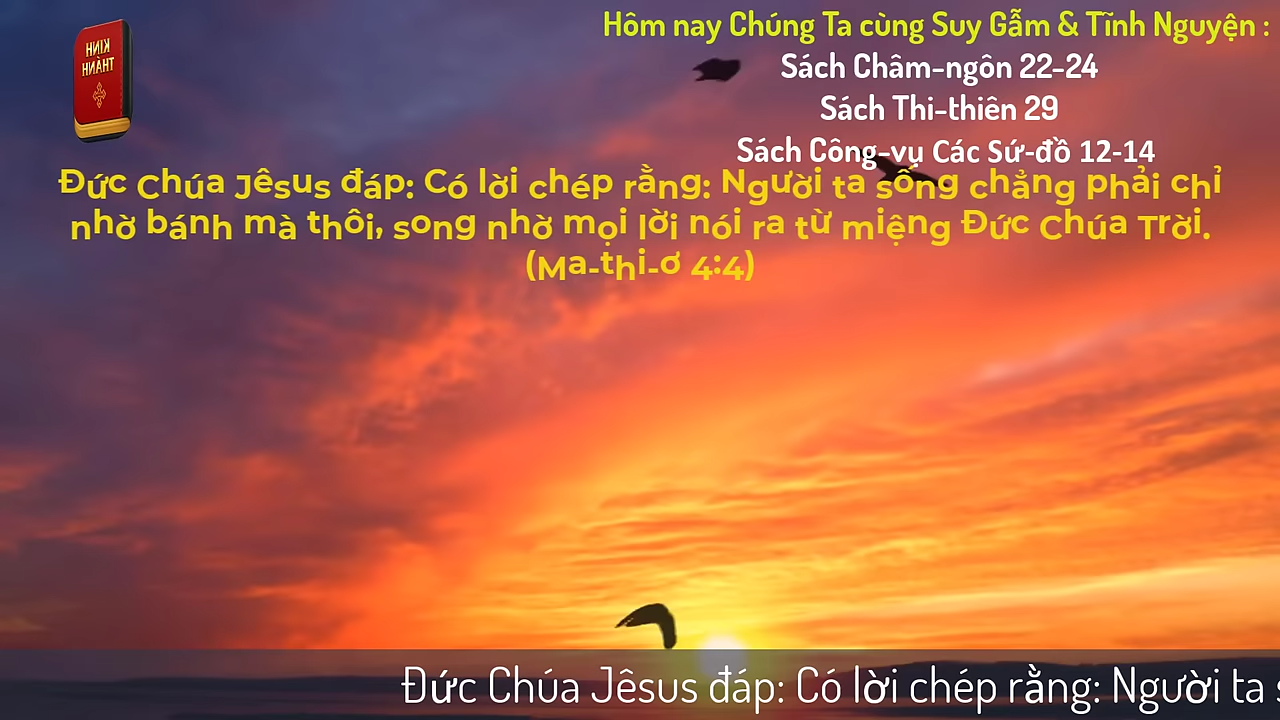 KINH
THÁNH
Hôm nay Chúng Ta cùng Suy Gẫm & Tĩnh Nguyện :
Sách Châm-ngôn 22-24
Sách Thi-thiên 29
Sách Công-vụ Các Sứ-đồ 12-14
Đức Chúa Jêsus đáp: Có lời chép rằng: Người ta sống chẳng phải chỉ
nhờ bánh mà thôi, song nhờ mọi lời nói ra từ miệng Đức Chúa Trời.
(Ma-thi-ơ 4:4)
Đức Chúa Jêsus đáp: Có lời chép rằng: Người ta